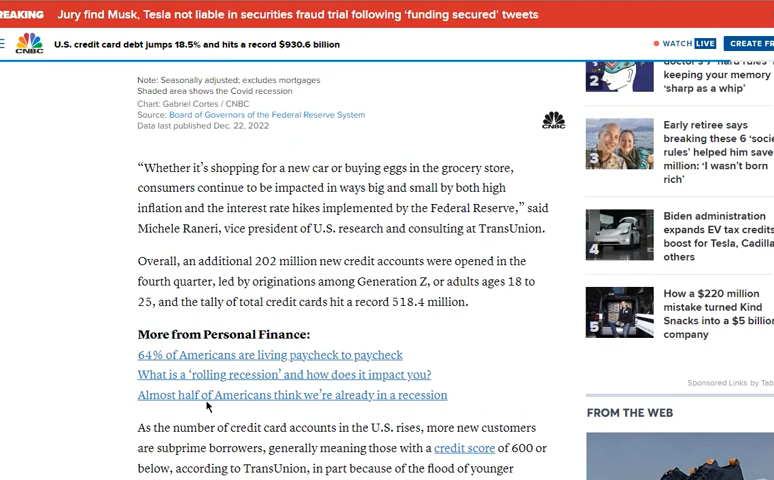 REAKING Jury find Musk, Tesla not liable in securities fraud trial following ‘funding secured’ tweets
CNBC
U.S. credit card debt jumps 18.5% and hits a record $930.6 billion
WATCH LIVE
CREATE FR
Note: Seasonally adjusted; excludes mortgages
Shaded area shows the Covid recession
Chart: Gabriel Cortes / CNBC
Source: Board of Governors of the Federal Reserve System
Data last published Dec. 22, 2022
CNBC
“Whether it’s shopping for a new car or buying eggs in the grocery store,
consumers continue to be impacted in ways big and small by both high
inflation and the interest rate hikes implemented by the Federal Reserve,” said
Michele Raneri, vice president of U.S. research and consulting at TransUnion.
Overall, an additional 202 million new credit accounts were opened in the
fourth quarter, led by originations among Generation Z, or adults ages 18 to
25, and the tally of total credit cards hit a record 518.4 million.
More from Personal Finance:
64% of Americans are living paycheck to paycheck
What is a ‘rolling recession’ and how does it impact you?
Almost half of Americans think we’re already in a recession
As the number of credit card accounts in the U.S. rises, more new customers
are subprime borrowers, generally meaning those with a credit score of 600 or
below, according to TransUnion, in part because of the flood of younger
2
doctor’s 7 ‘hard rules’
keeping your memory
‘sharp as a whip’
3
Early retiree says
breaking these 6 ‘socie
rules’ helped him save
million: ‘I wasn’t born
rich’
4
Biden administration
expands EV tax credits
boost for Tesla, Cadilla
others
5
How a $220 million
mistake turned Kind
Snacks into a $5 billion
company
Sponsored Links by Tab
FROM THE WEB